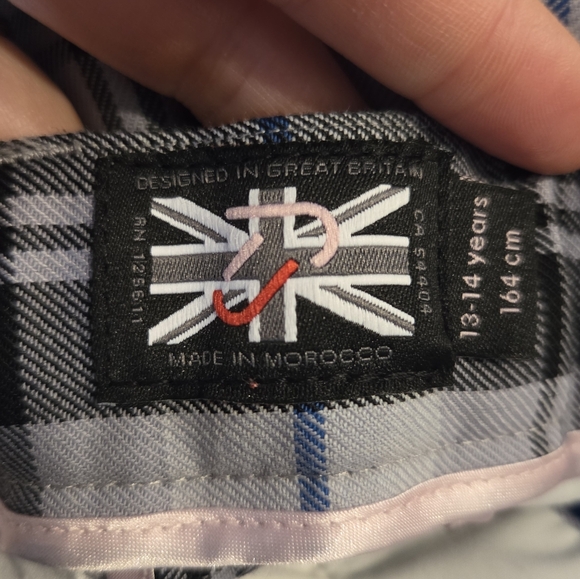 DESIGNED IN GREAT BRITAIN
RN 125611
CA 54404
MADE IN MOROCCO
13-14 years
164 cm